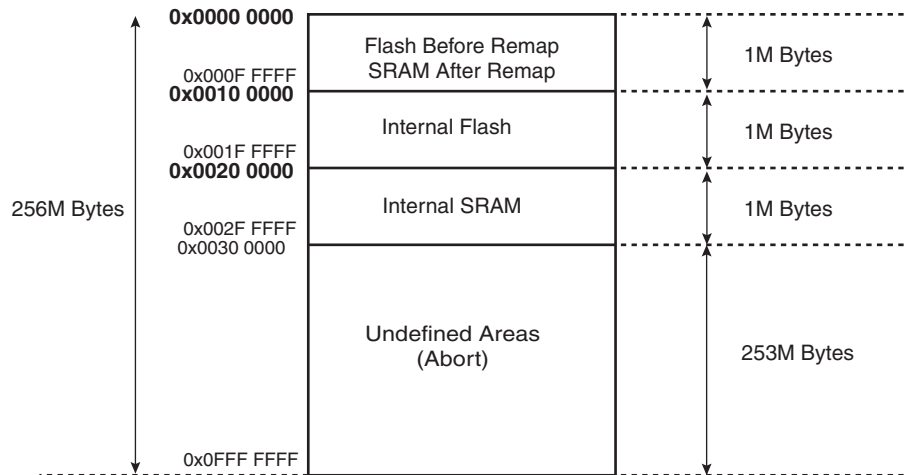 0x0000 0000
Flash Before Remap
SRAM After Remap
1M Bytes
0x000F FFFF
0x0010 0000
Internal Flash
1M Bytes
0x001F FFFF
0x0020 0000
256M Bytes
Internal SRAM
1M Bytes
0x002F FFFF
0x0030 0000
Undefined Areas
(Abort)
253M Bytes
0x0FFF FFFF